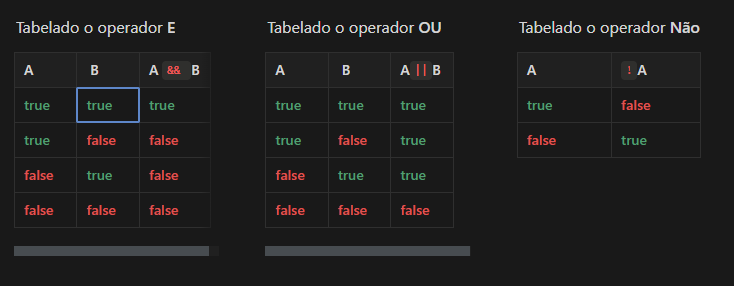 Tabelado o operador E
A B A && B
true true true
true false false
false true false
false false false
Tabelado o operador OU
A B A || B
true true true
true false true
false true true
false false false
Tabelado o operador Não
A ! A
true false
false true